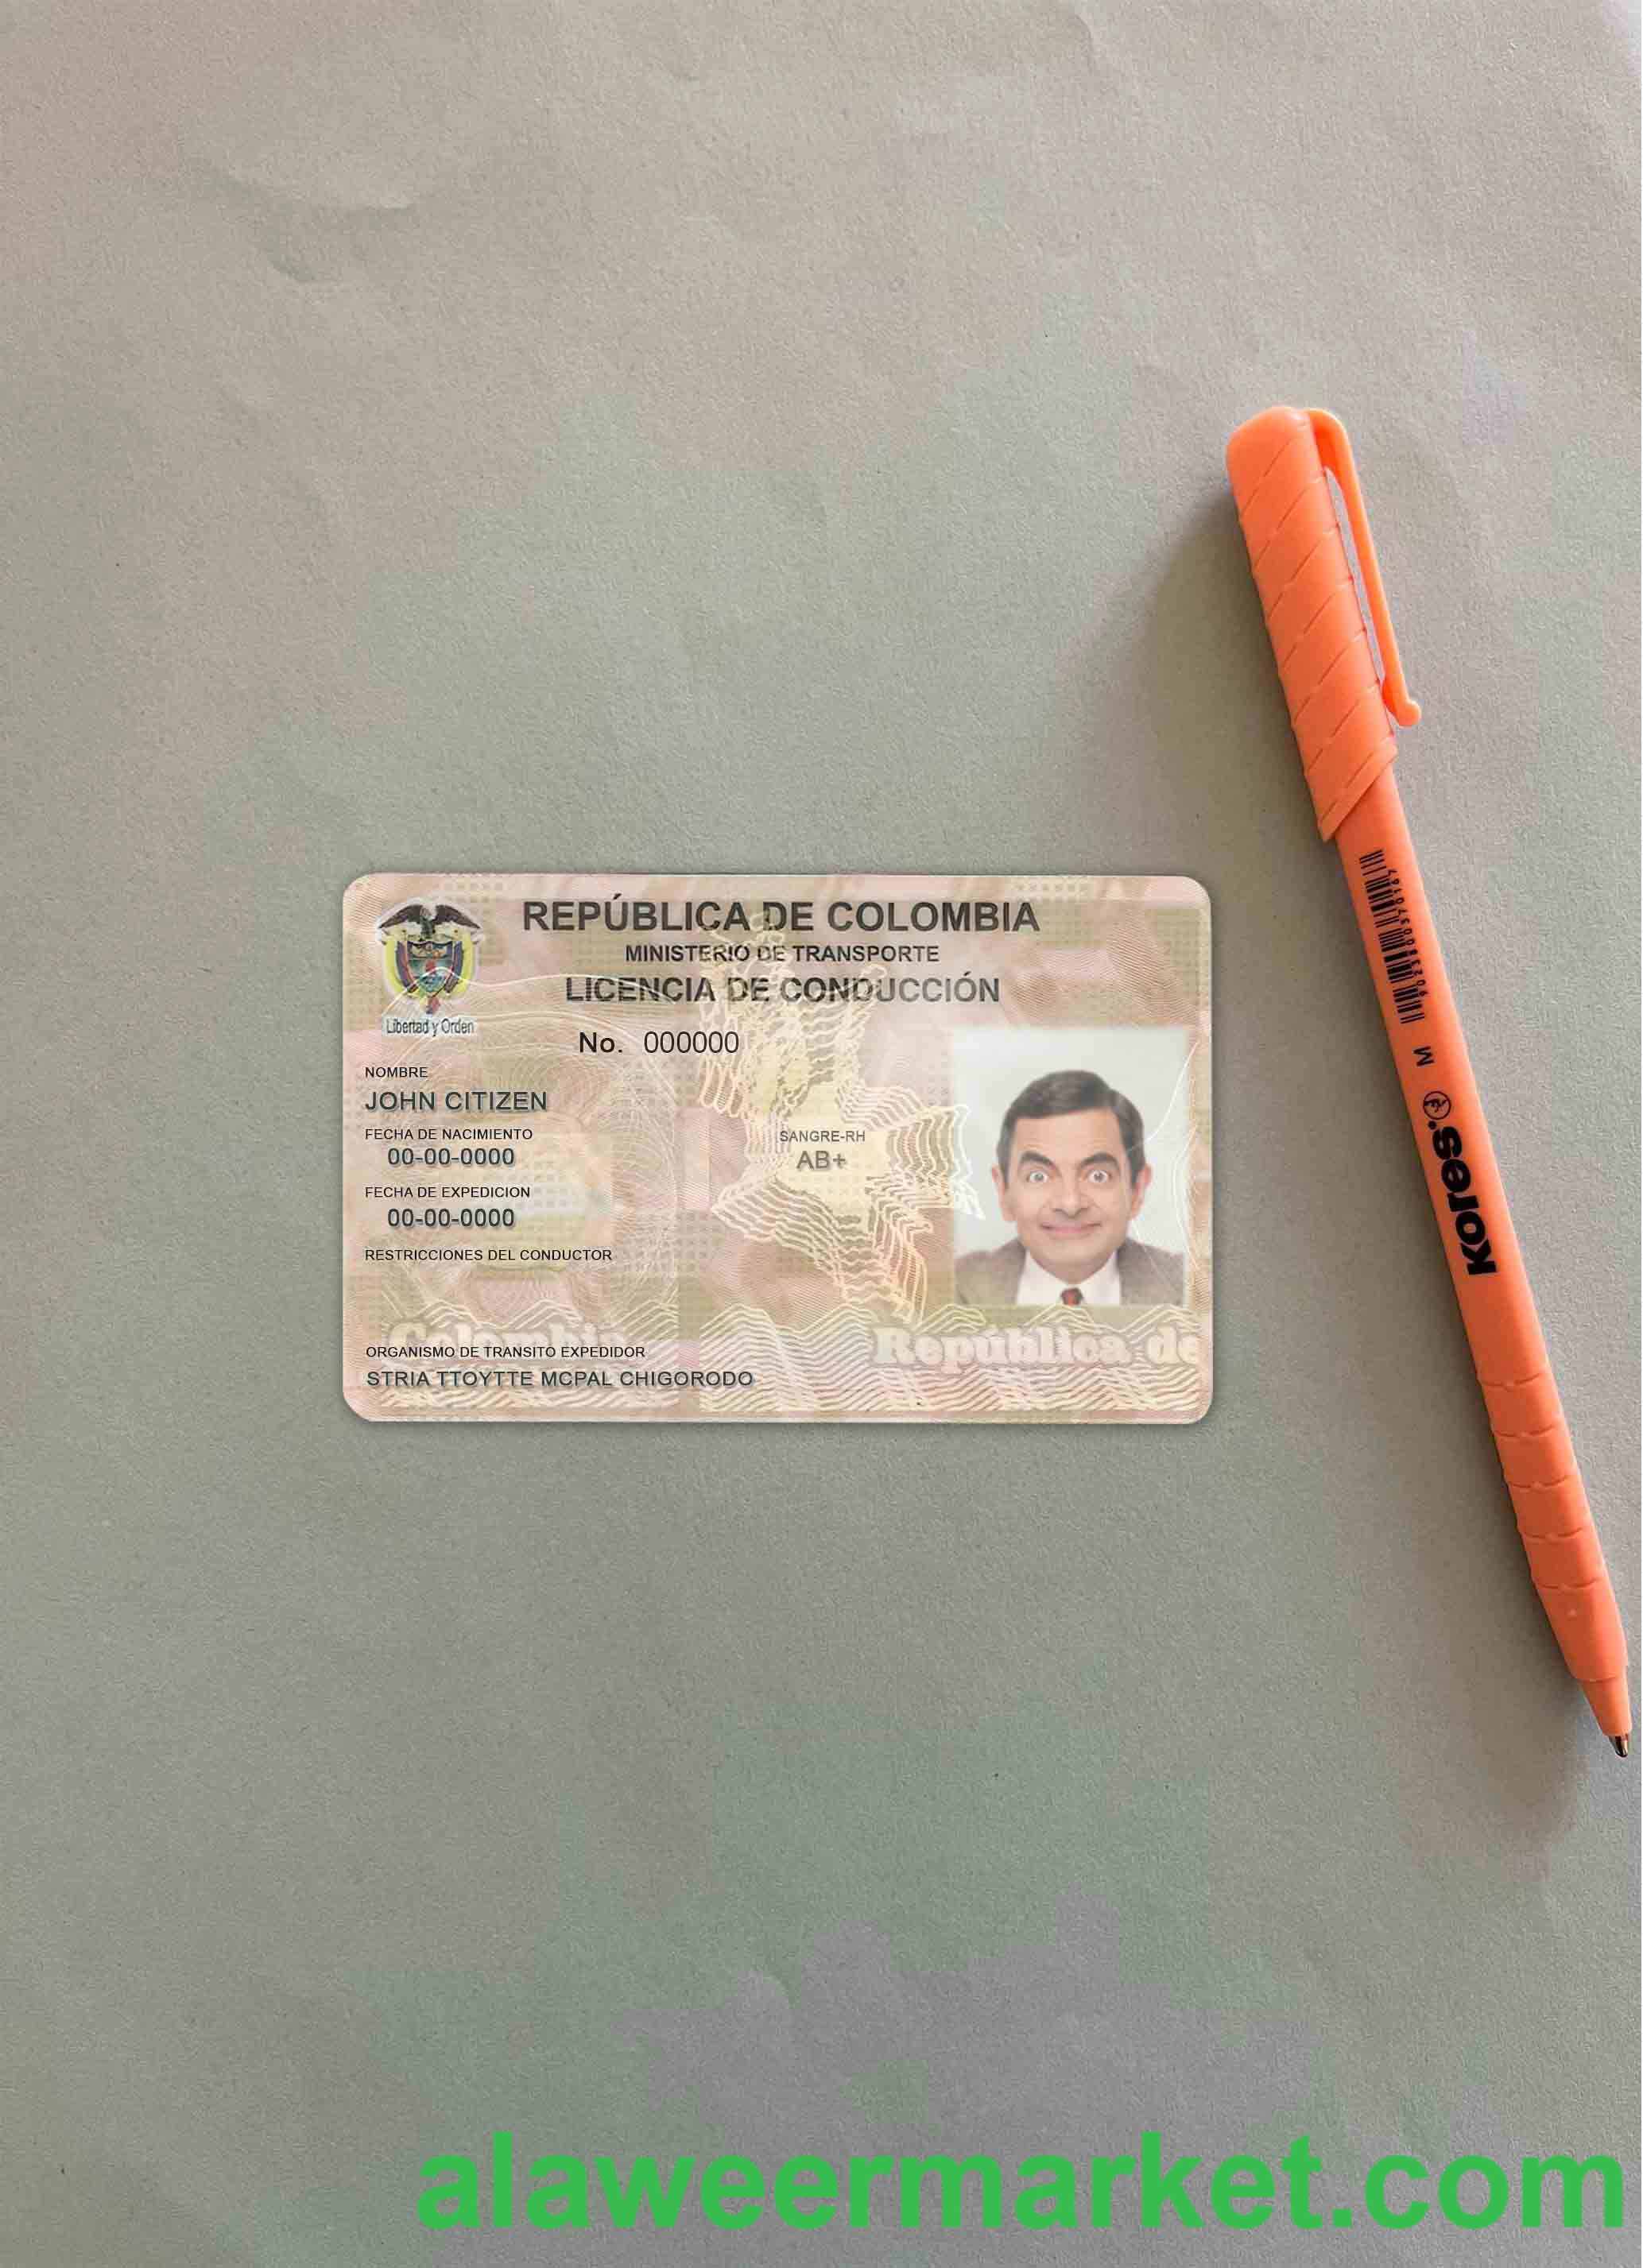 REPÚBLICA DE COLOMBIA
MINISTERIO DE TRANSPORTE
LICENCIA DE CONDUCCIÓN
Libertad y Orden
No. 000000
NOMBRE
JOHN CITIZEN
FECHA DE NACIMIENTO
00-00-0000
SANGRE-RH
AB+
FECHA DE EXPEDICION
00-00-0000
RESTRICCIONES DEL CONDUCTOR
Colombia
República de
ORGANISMO DE TRANSITO EXPEDIDOR
STRIA TTOYTTE MCPAL CHIGORODO
M
Kores
alaweermarket.com